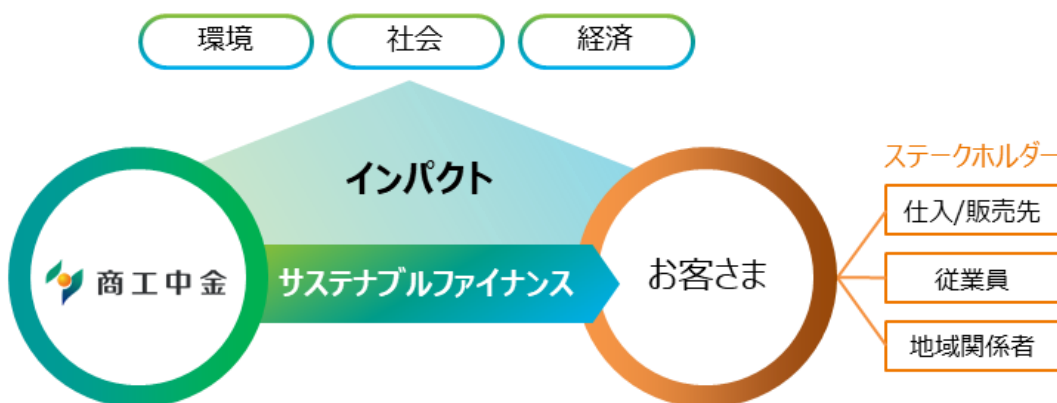 環境
社会
経済
インパクト
商工中金
サステナブルファイナンス
お客さま
ステークホルダー
仕入/販売先
従業員
地域関係者